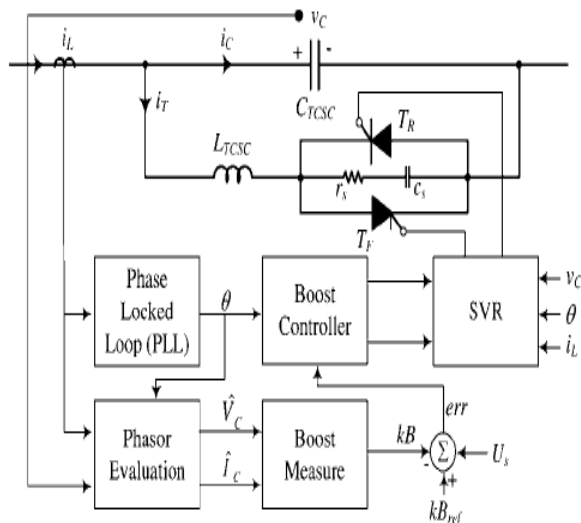 v_C
i_L
i_C
+
-
C_TCSC
i_T
L_TCSC
T_R
r_s
c_s
T_F
Phase
Locked
Loop (PLL)
θ
Boost
Controller
SVR
v_C
θ
i_L
Phasor
Evaluation
V̂_C
Î_C
Boost
Measure
kB
err
Σ
-
+
U_s
kB_ref